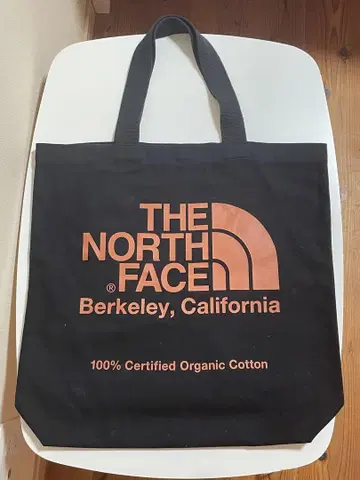 THE
NORTH
FACE
®
Berkeley, California
100% Certified Organic Cotton